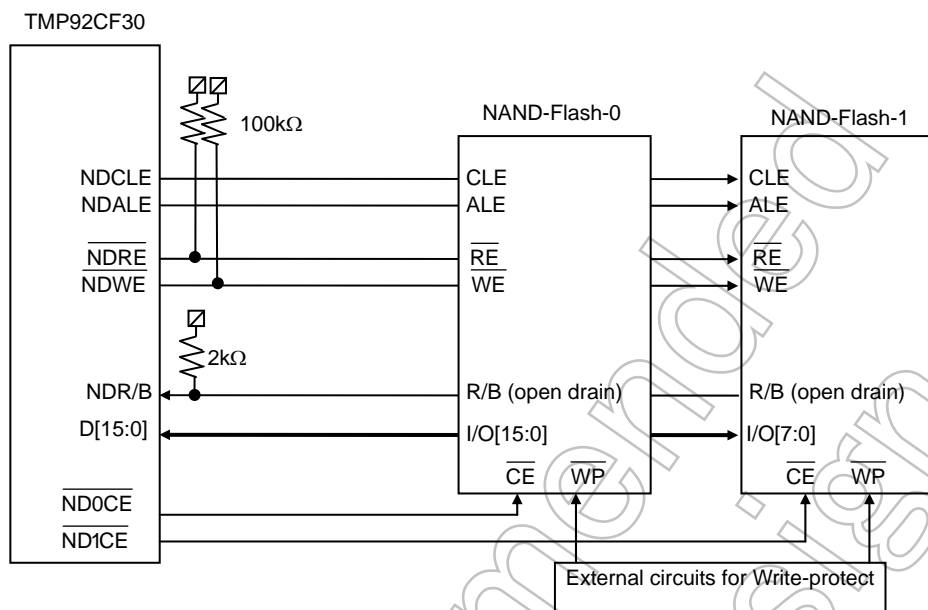 TMP92CF30
NAND-Flash-0
NAND-Flash-1
100kΩ
NDCLE
CLE
CLE
NDALE
ALE
ALE
NDRE
RE
RE
NDWE
WE
WE
2kΩ
NDR/B
R/B (open drain)
R/B (open drain)
D[15:0]
I/O[15:0]
I/O[7:0]
CE WP
CE WP
ND0CE
ND1CE
External circuits for Write-protect
mmended
esign